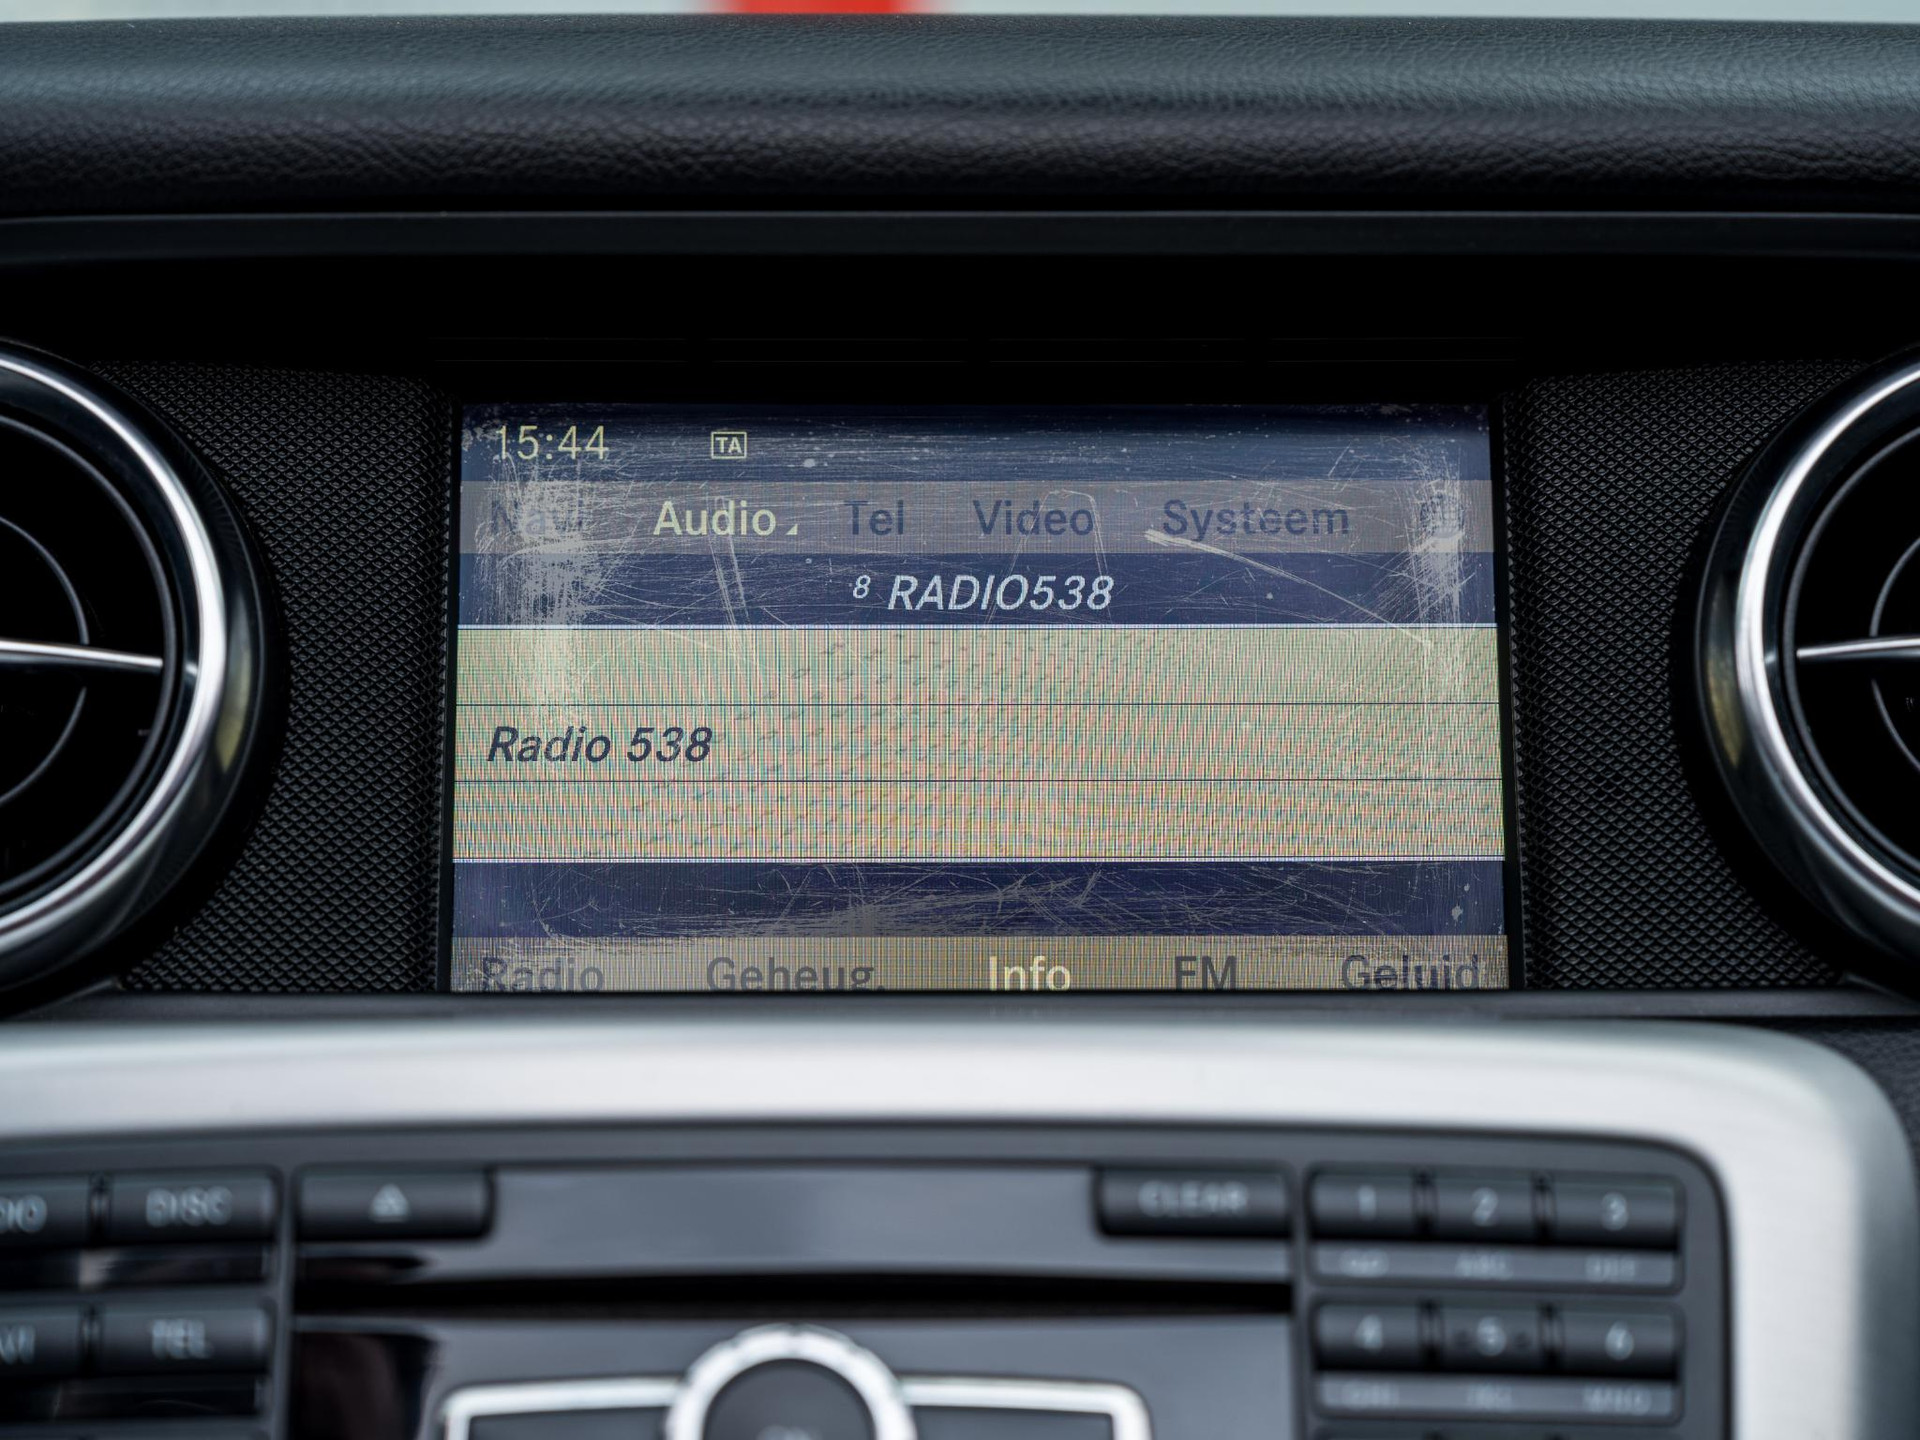 15:44 TA
Navi Audio Tel Video Systeem
8 RADIO538
Radio 538
Radio Geheug. Info FM Geluid
DISC CLEAR 1 2 3
TEL 4 5 6